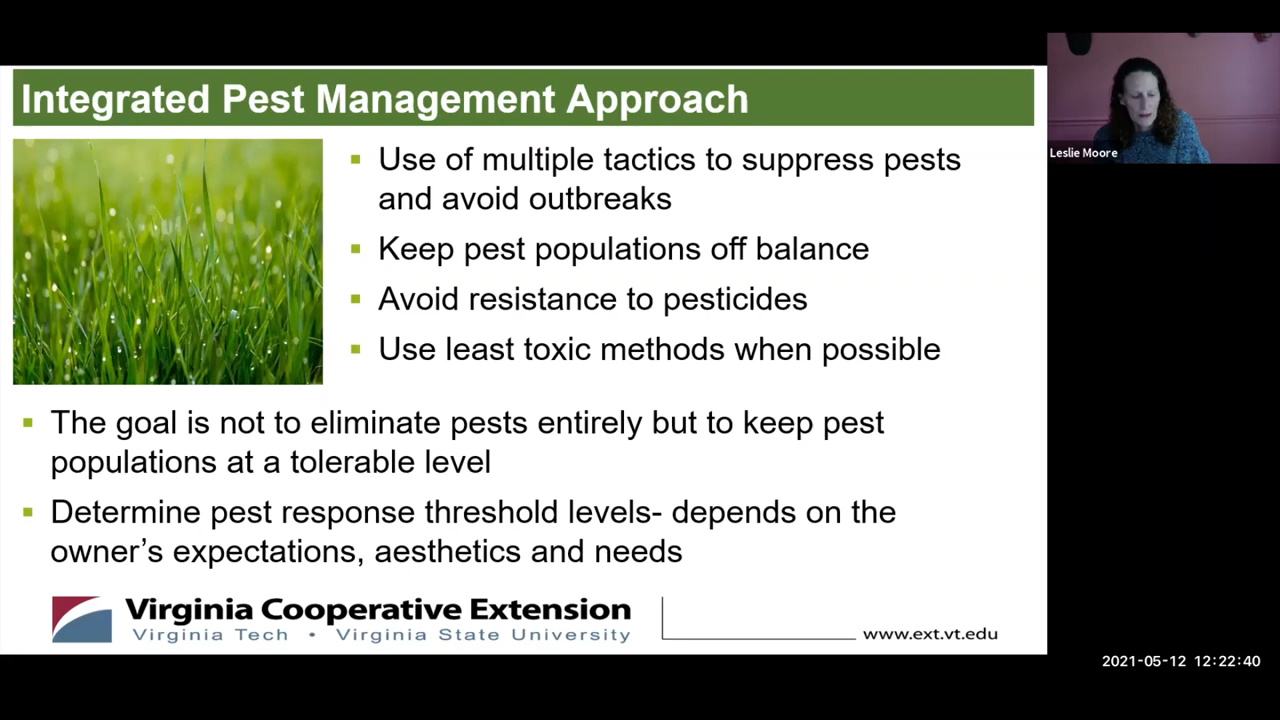 Integrated Pest Management Approach
▪ Use of multiple tactics to suppress pests
and avoid outbreaks
▪ Keep pest populations off balance
▪ Avoid resistance to pesticides
▪ Use least toxic methods when possible
▪ The goal is not to eliminate pests entirely but to keep pest
populations at a tolerable level
▪ Determine pest response threshold levels- depends on the
owner’s expectations, aesthetics and needs
Virginia Cooperative Extension
Virginia Tech • Virginia State University
www.ext.vt.edu
Leslie Moore
2021-05-12 12:22:40